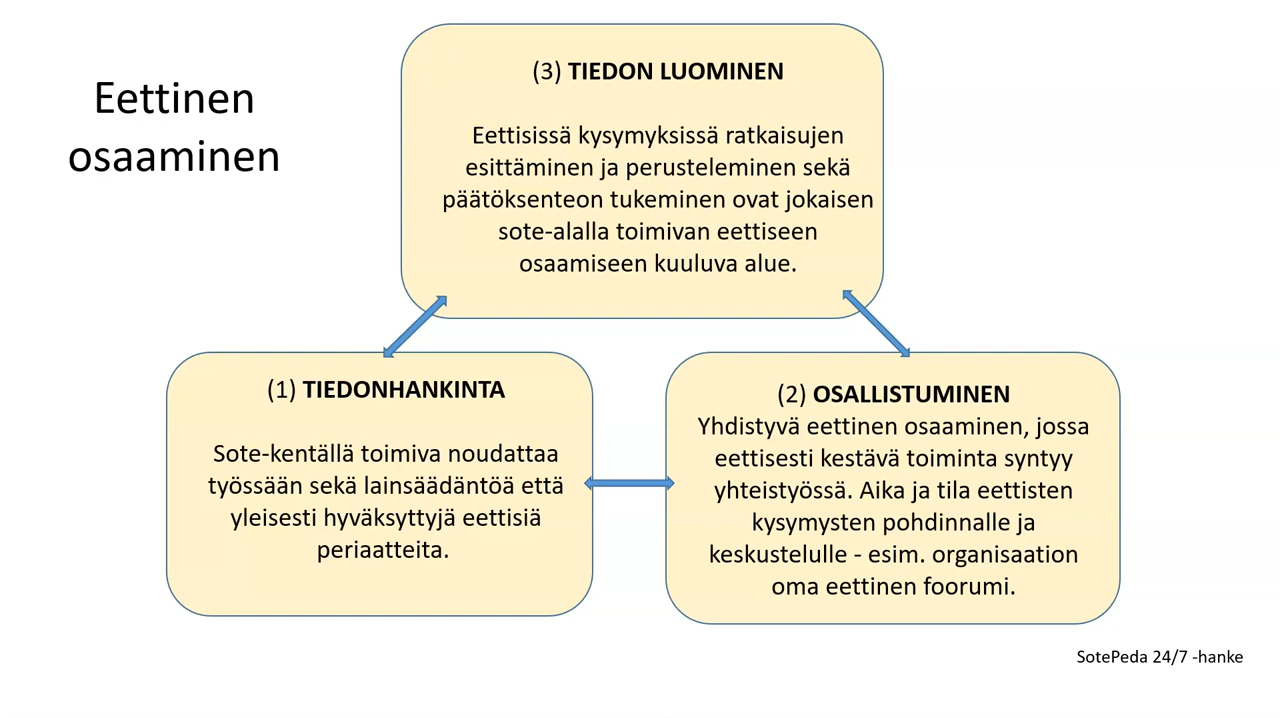 Eettinen
osaaminen
(3) TIEDON LUOMINEN
Eettisissä kysymyksissä ratkaisujen
esittäminen ja perusteleminen sekä
päätöksenteon tukeminen ovat jokaisen
sote-alalla toimivan eettiseen
osaamiseen kuuluva alue.
(1) TIEDONHANKINTA
Sote-kentällä toimiva noudattaa
työssään sekä lainsäädäntöä että
yleisesti hyväksyttyjä eettisiä
periaatteita.
(2) OSALLISTUMINEN
Yhdistyvä eettinen osaaminen, jossa
eettisesti kestävä toiminta syntyy
yhteistyössä. Aika ja tila eettisten
kysymysten pohdinnalle ja
keskustelulle - esim. organisaation
oma eettinen foorumi.
SotePeda 24/7 -hanke